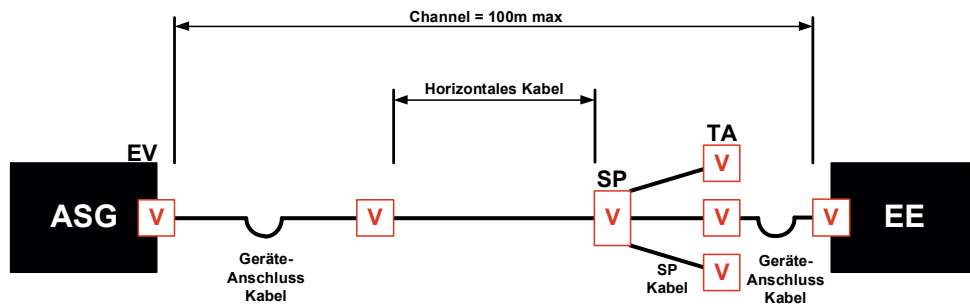 Channel = 100m max
Horizontales Kabel
EV
SP
TA
V
ASG
V
V
V
V
V
EE
V
Geräte-
Anschluss
Kabel
SP
Kabel
Geräte-
Anschluss
Kabel